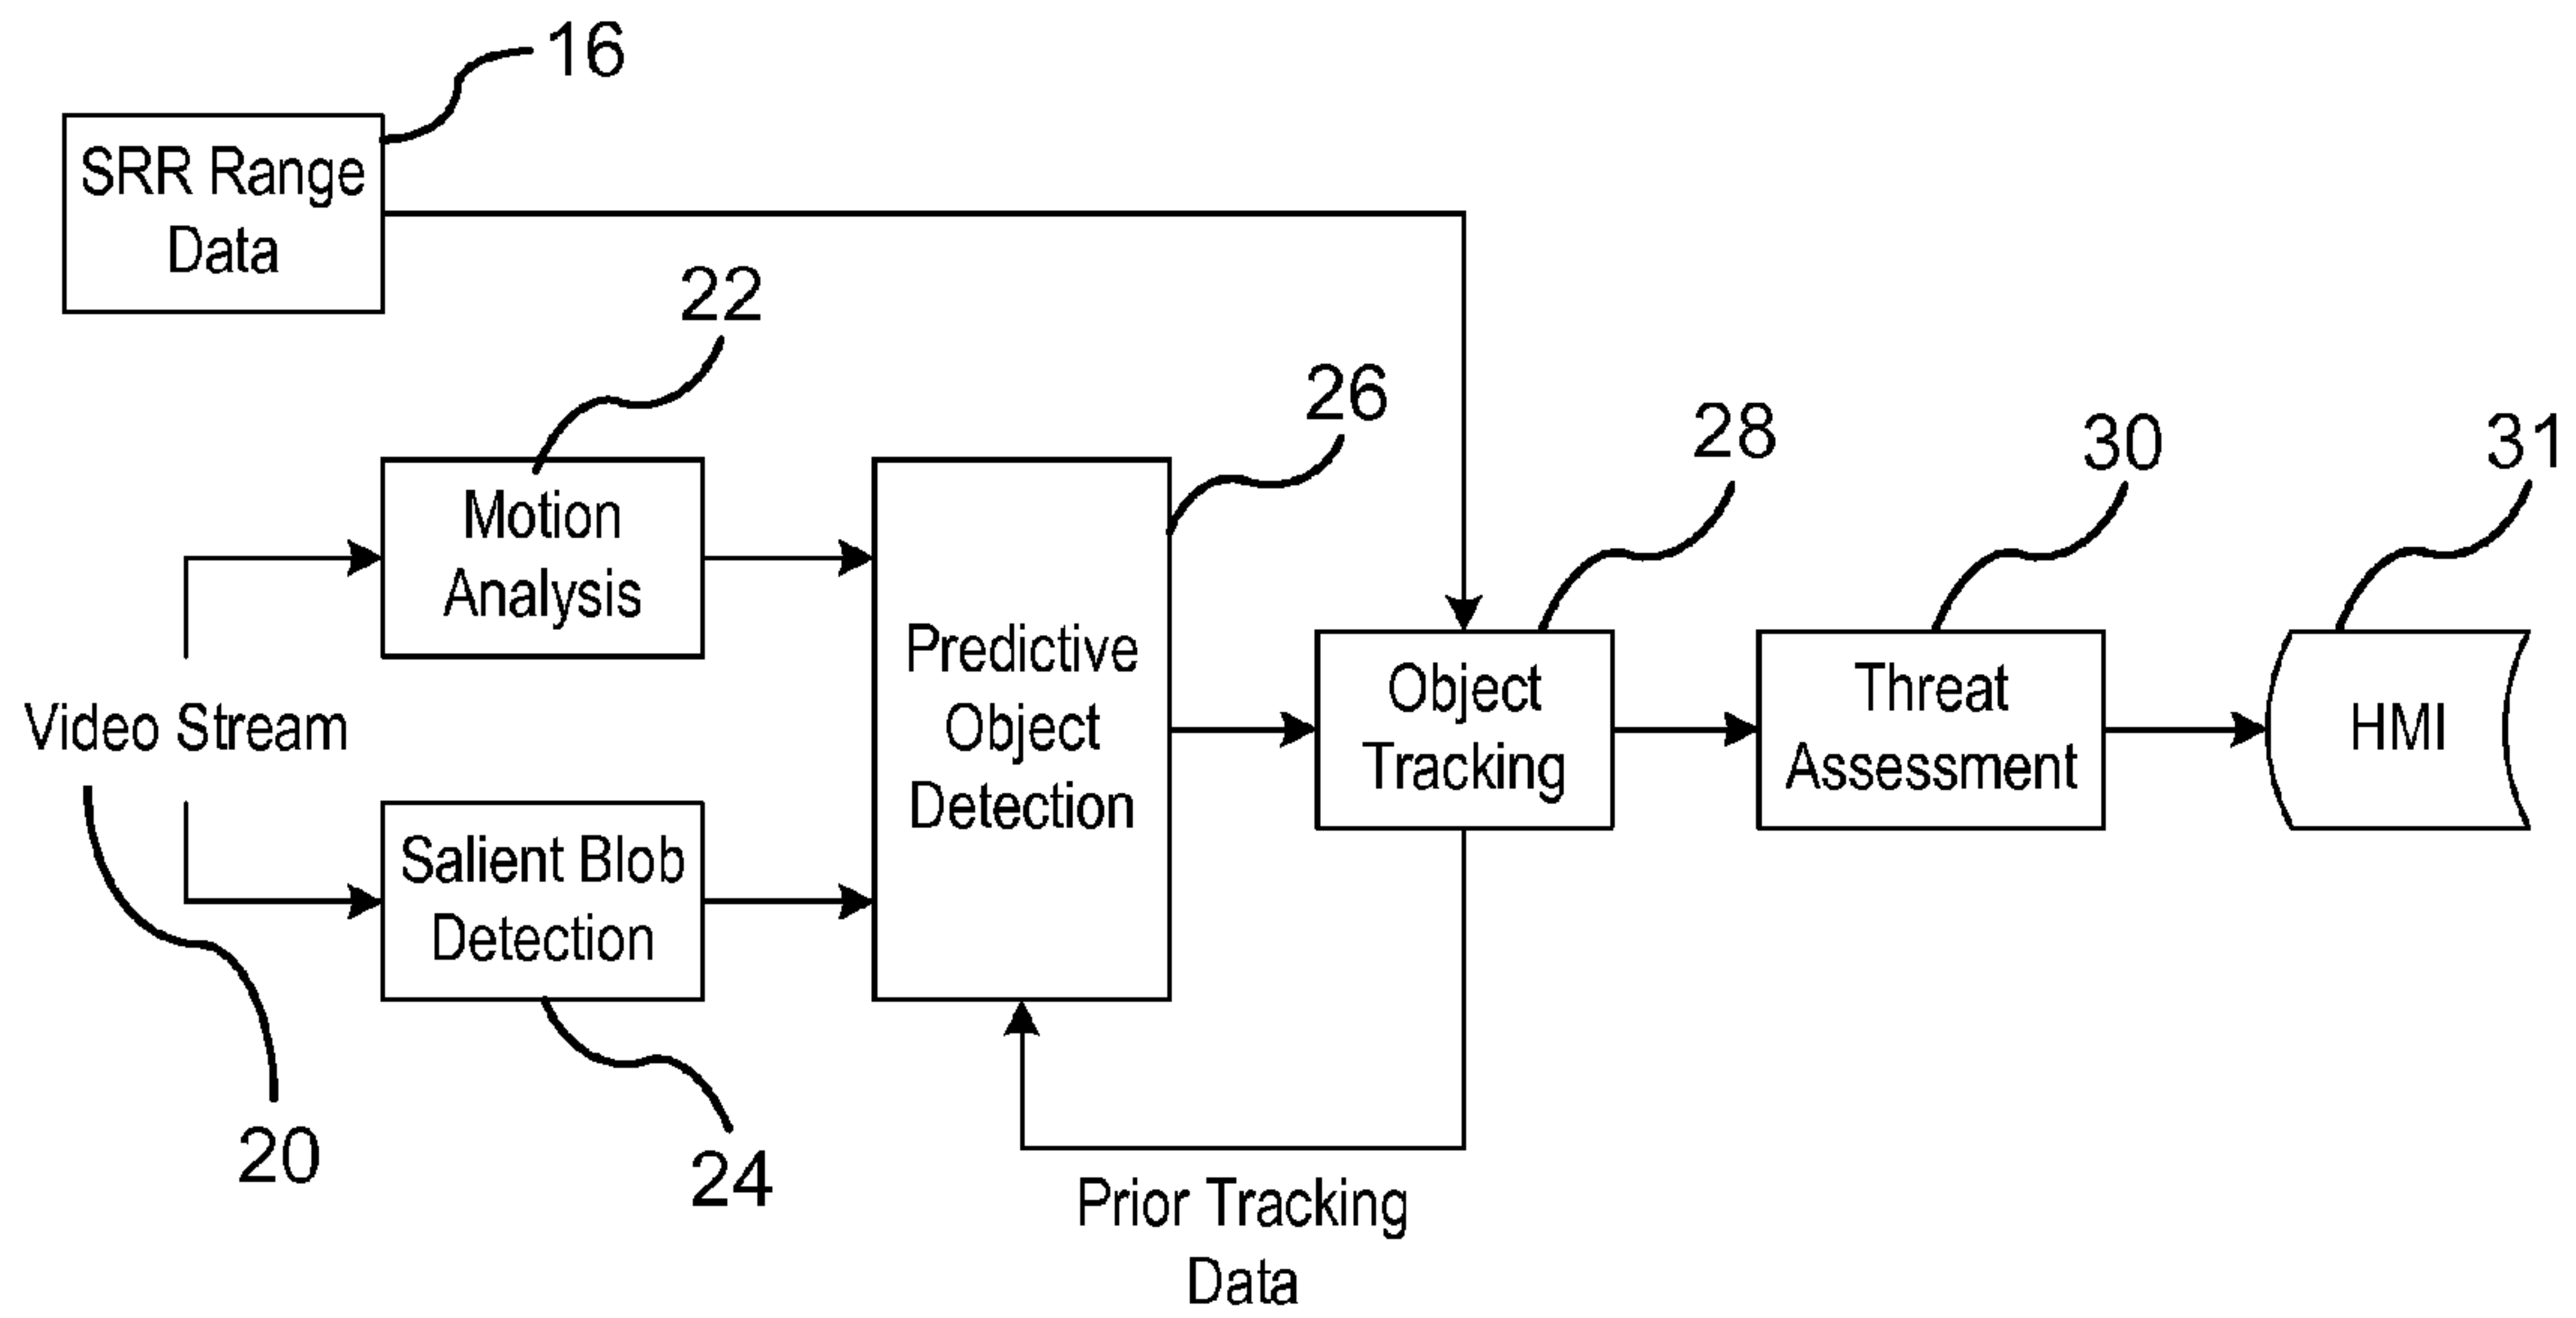 16
SRR Range
Data
22
26
28
30
31
Motion
Analysis
Predictive
Object
Detection
Object
Tracking
Threat
Assessment
HMI
Video Stream
Salient Blob
Detection
20
24
Prior Tracking
Data